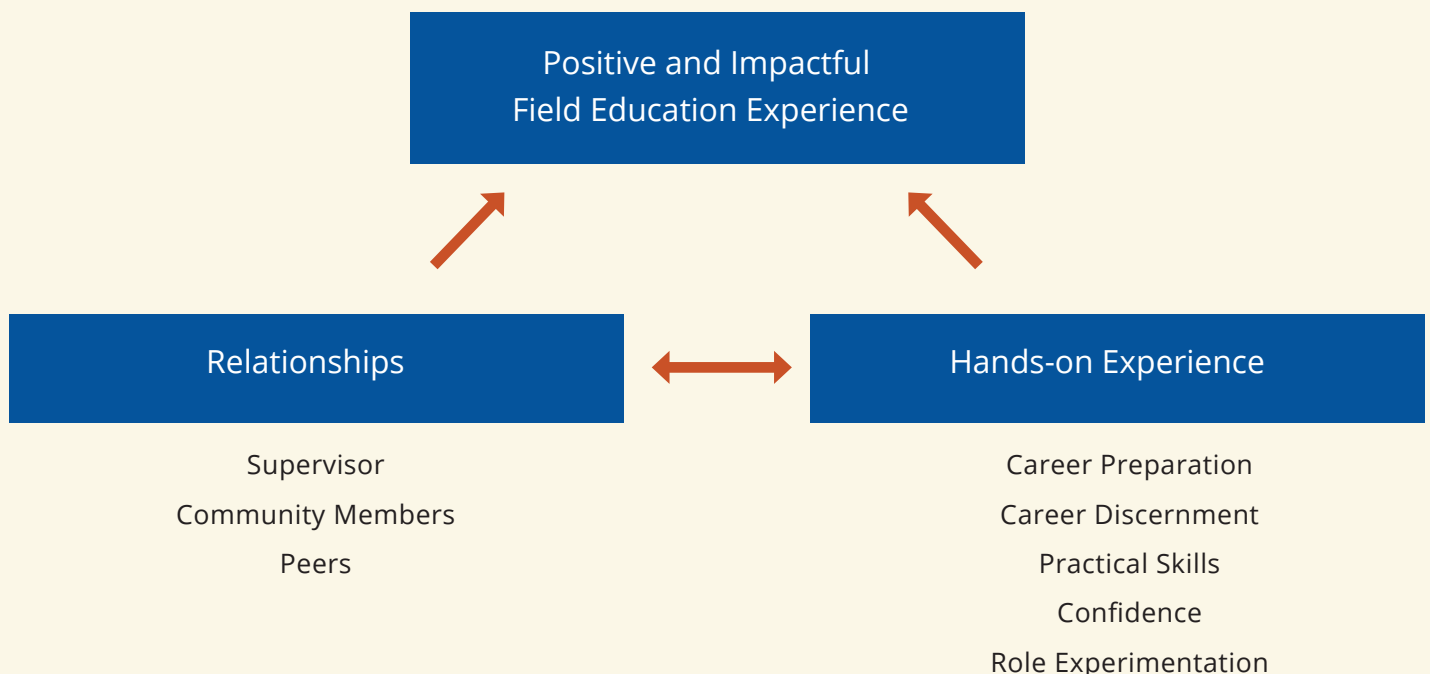 Positive and Impactful
Field Education Experience
Relationships
Hands-on Experience
Supervisor
Community Members
Peers
Career Preparation
Career Discernment
Practical Skills
Confidence
Role Experimentation